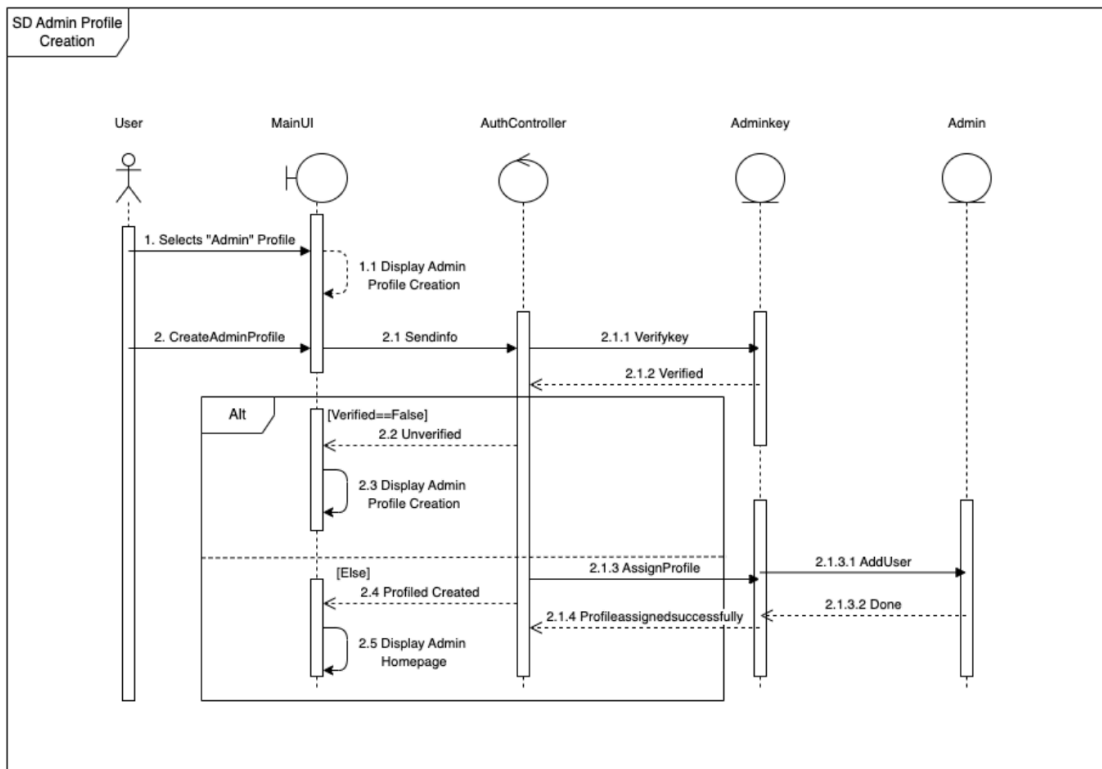 SD Admin Profile
Creation
User
MainUI
AuthController
Adminkey
Admin
1. Selects "Admin" Profile
1.1 Display Admin
Profile Creation
2. CreateAdminProfile
2.1 Sendinfo
2.1.1 Verifykey
2.1.2 Verified
Alt
[Verified==False]
2.2 Unverified
2.3 Display Admin
Profile Creation
[Else]
2.1.3 AssignProfile
2.1.3.1 AddUser
2.4 Profiled Created
2.1.4 Profileassignedsuccessfully
2.1.3.2 Done
2.5 Display Admin
Homepage